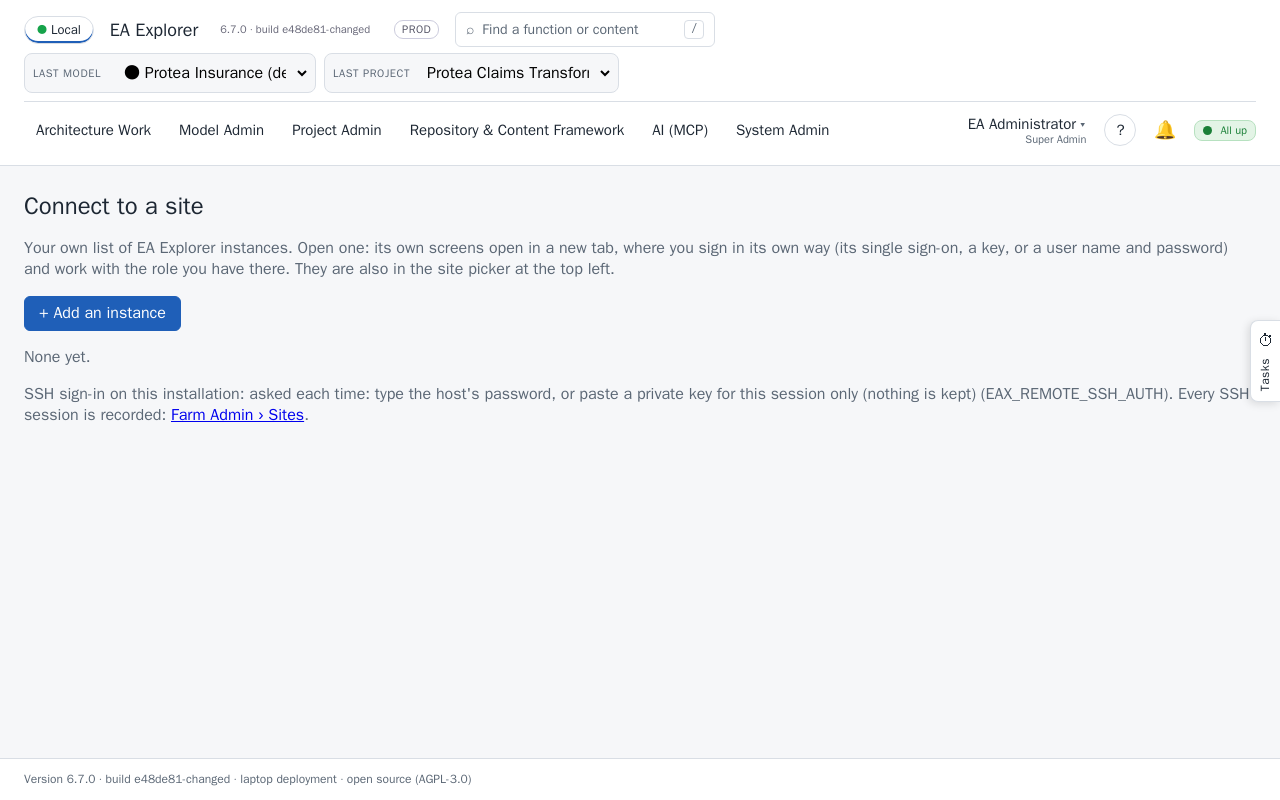 Local
EA Explorer
6.7.0 · build e48de81-changed
PROD
Find a function or content
/
LAST MODEL
Protea Insurance (de
LAST PROJECT
Protea Claims Transfor
Architecture Work
Model Admin
Project Admin
Repository & Content Framework
AI (MCP)
System Admin
EA Administrator
Super Admin
?
All up
Connect to a site
Your own list of EA Explorer instances. Open one: its own screens open in a new tab, where you sign in its own way (its single sign-on, a key, or a user name and password)
and work with the role you have there. They are also in the site picker at the top left.
+ Add an instance
None yet.
SSH sign-in on this installation: asked each time: type the host's password, or paste a private key for this session only (nothing is kept) (EAX_REMOTE_SSH_AUTH). Every SSH
session is recorded: Farm Admin › Sites.
Tasks
Version 6.7.0 · build e48de81-changed · laptop deployment · open source (AGPL-3.0)